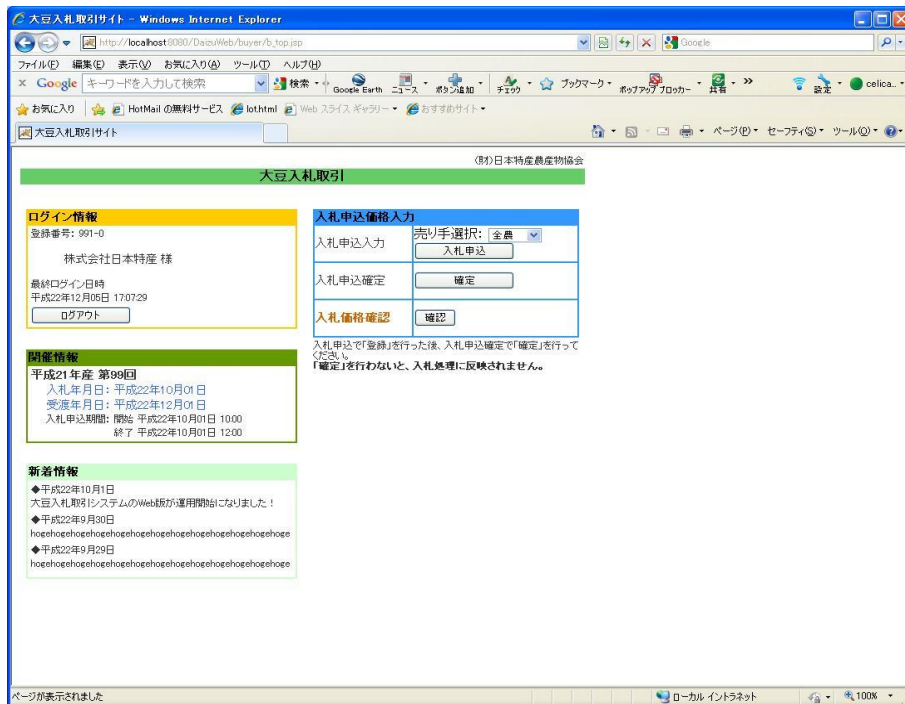 大豆入札取引サイト - Windows Internet Explorer
http://localhost:8080/DaizuWeb/buyer/b_top.jsp
Google
ファイル(F) 編集(E) 表示(V) お気に入り(A) ツール(T) ヘルプ(H)
× Google キーワードを入力して検索 検索 Google Earth ニュース ボタン追加 チェック ブックマーク ポップアップブロッカー 共有 » 設定 celica...
お気に入り HotMail の無料サービス lot.html Web スライス ギャラリー おすすめサイト
大豆入札取引サイト ページ(P) セーフティ(S) ツール(O)
(財)日本特産農産物協会
大豆入札取引
ログイン情報
登録番号: 991-0
株式会社日本特産 様
最終ログイン日時
平成22年12月05日 17:07:29
ログアウト
開催情報
平成21年産 第99回
入札年月日: 平成22年10月01日
受渡年月日: 平成22年12月01日
入札申込期間: 開始 平成22年10月01日 10:00
終了 平成22年10月01日 12:00
新着情報
◆平成22年10月1日
大豆入札取引システムのWeb版が運用開始になりました！
◆平成22年9月30日
hogehogehogehogehogehogehogehogehogehogehogehoge
◆平成22年9月29日
hogehogehogehogehogehogehogehogehogehogehogehoge
入札申込価格入力
入札申込入力 売り手選択: 全農
入札申込
入札申込確定 確定
入札価格確認 確認
入札申込で「登録」を行った後、入札申込確定で「確定」を行って
ください。
「確定」を行わないと、入札処理に反映されません。
ページが表示されました ローカル イントラネット 100%